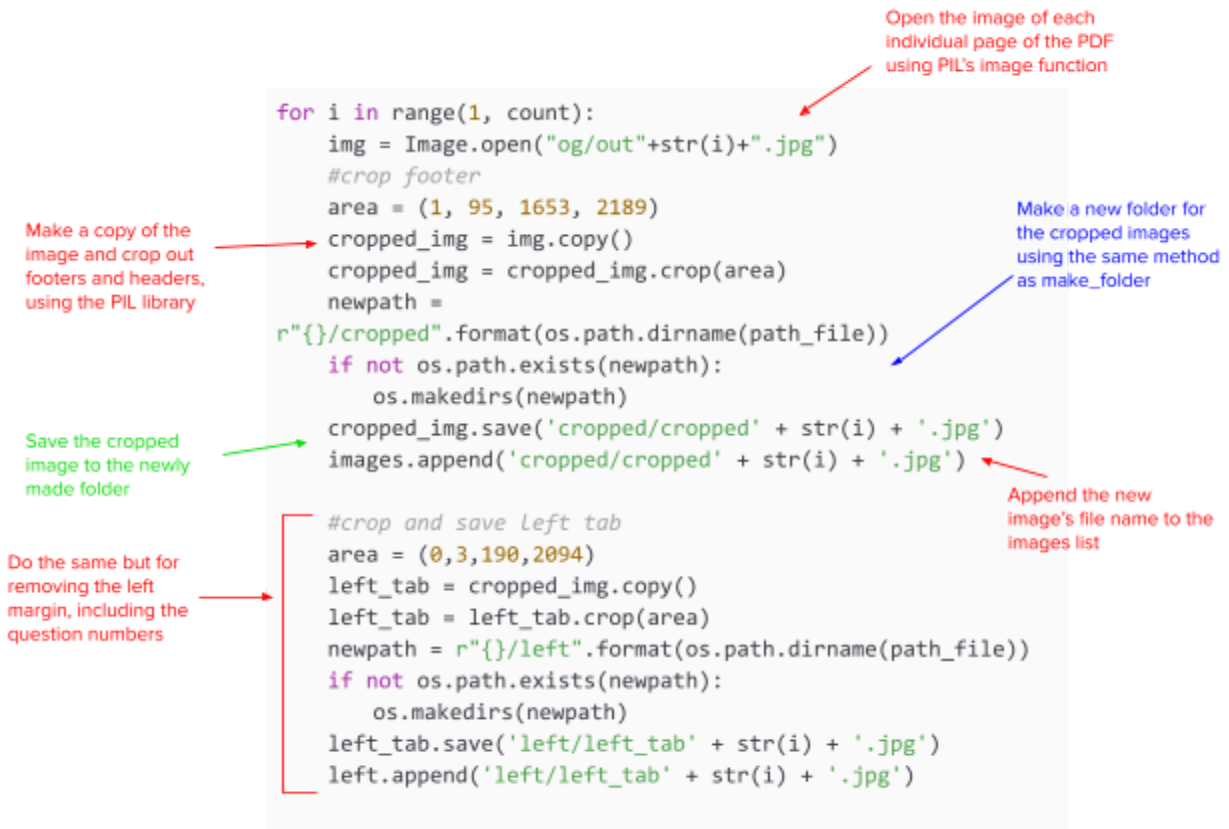 Open the image of each
individual page of the PDF
using PIL's image function
for i in range(1, count):
    img = Image.open("og/out"+str(i)+".jpg")
    #crop footer
    area = (1, 95, 1653, 2189)
    cropped_img = img.copy()
    cropped_img = cropped_img.crop(area)
    newpath =
r"{}/cropped".format(os.path.dirname(path_file))
    if not os.path.exists(newpath):
        os.makedirs(newpath)
    cropped_img.save('cropped/cropped' + str(i) + '.jpg')
    images.append('cropped/cropped' + str(i) + '.jpg')
Make a copy of the
image and crop out
footers and headers,
using the PIL library
Make a new folder for
the cropped images
using the same method
as make_folder
Save the cropped
image to the newly
made folder
Append the new
image's file name to the
images list
    #crop and save left tab
    area = (0,3,190,2094)
    left_tab = cropped_img.copy()
    left_tab = left_tab.crop(area)
    newpath = r"{}/left".format(os.path.dirname(path_file))
    if not os.path.exists(newpath):
        os.makedirs(newpath)
    left_tab.save('left/left_tab' + str(i) + '.jpg')
    left.append('left/left_tab' + str(i) + '.jpg')
Do the same but for
removing the left
margin, including the
question numbers